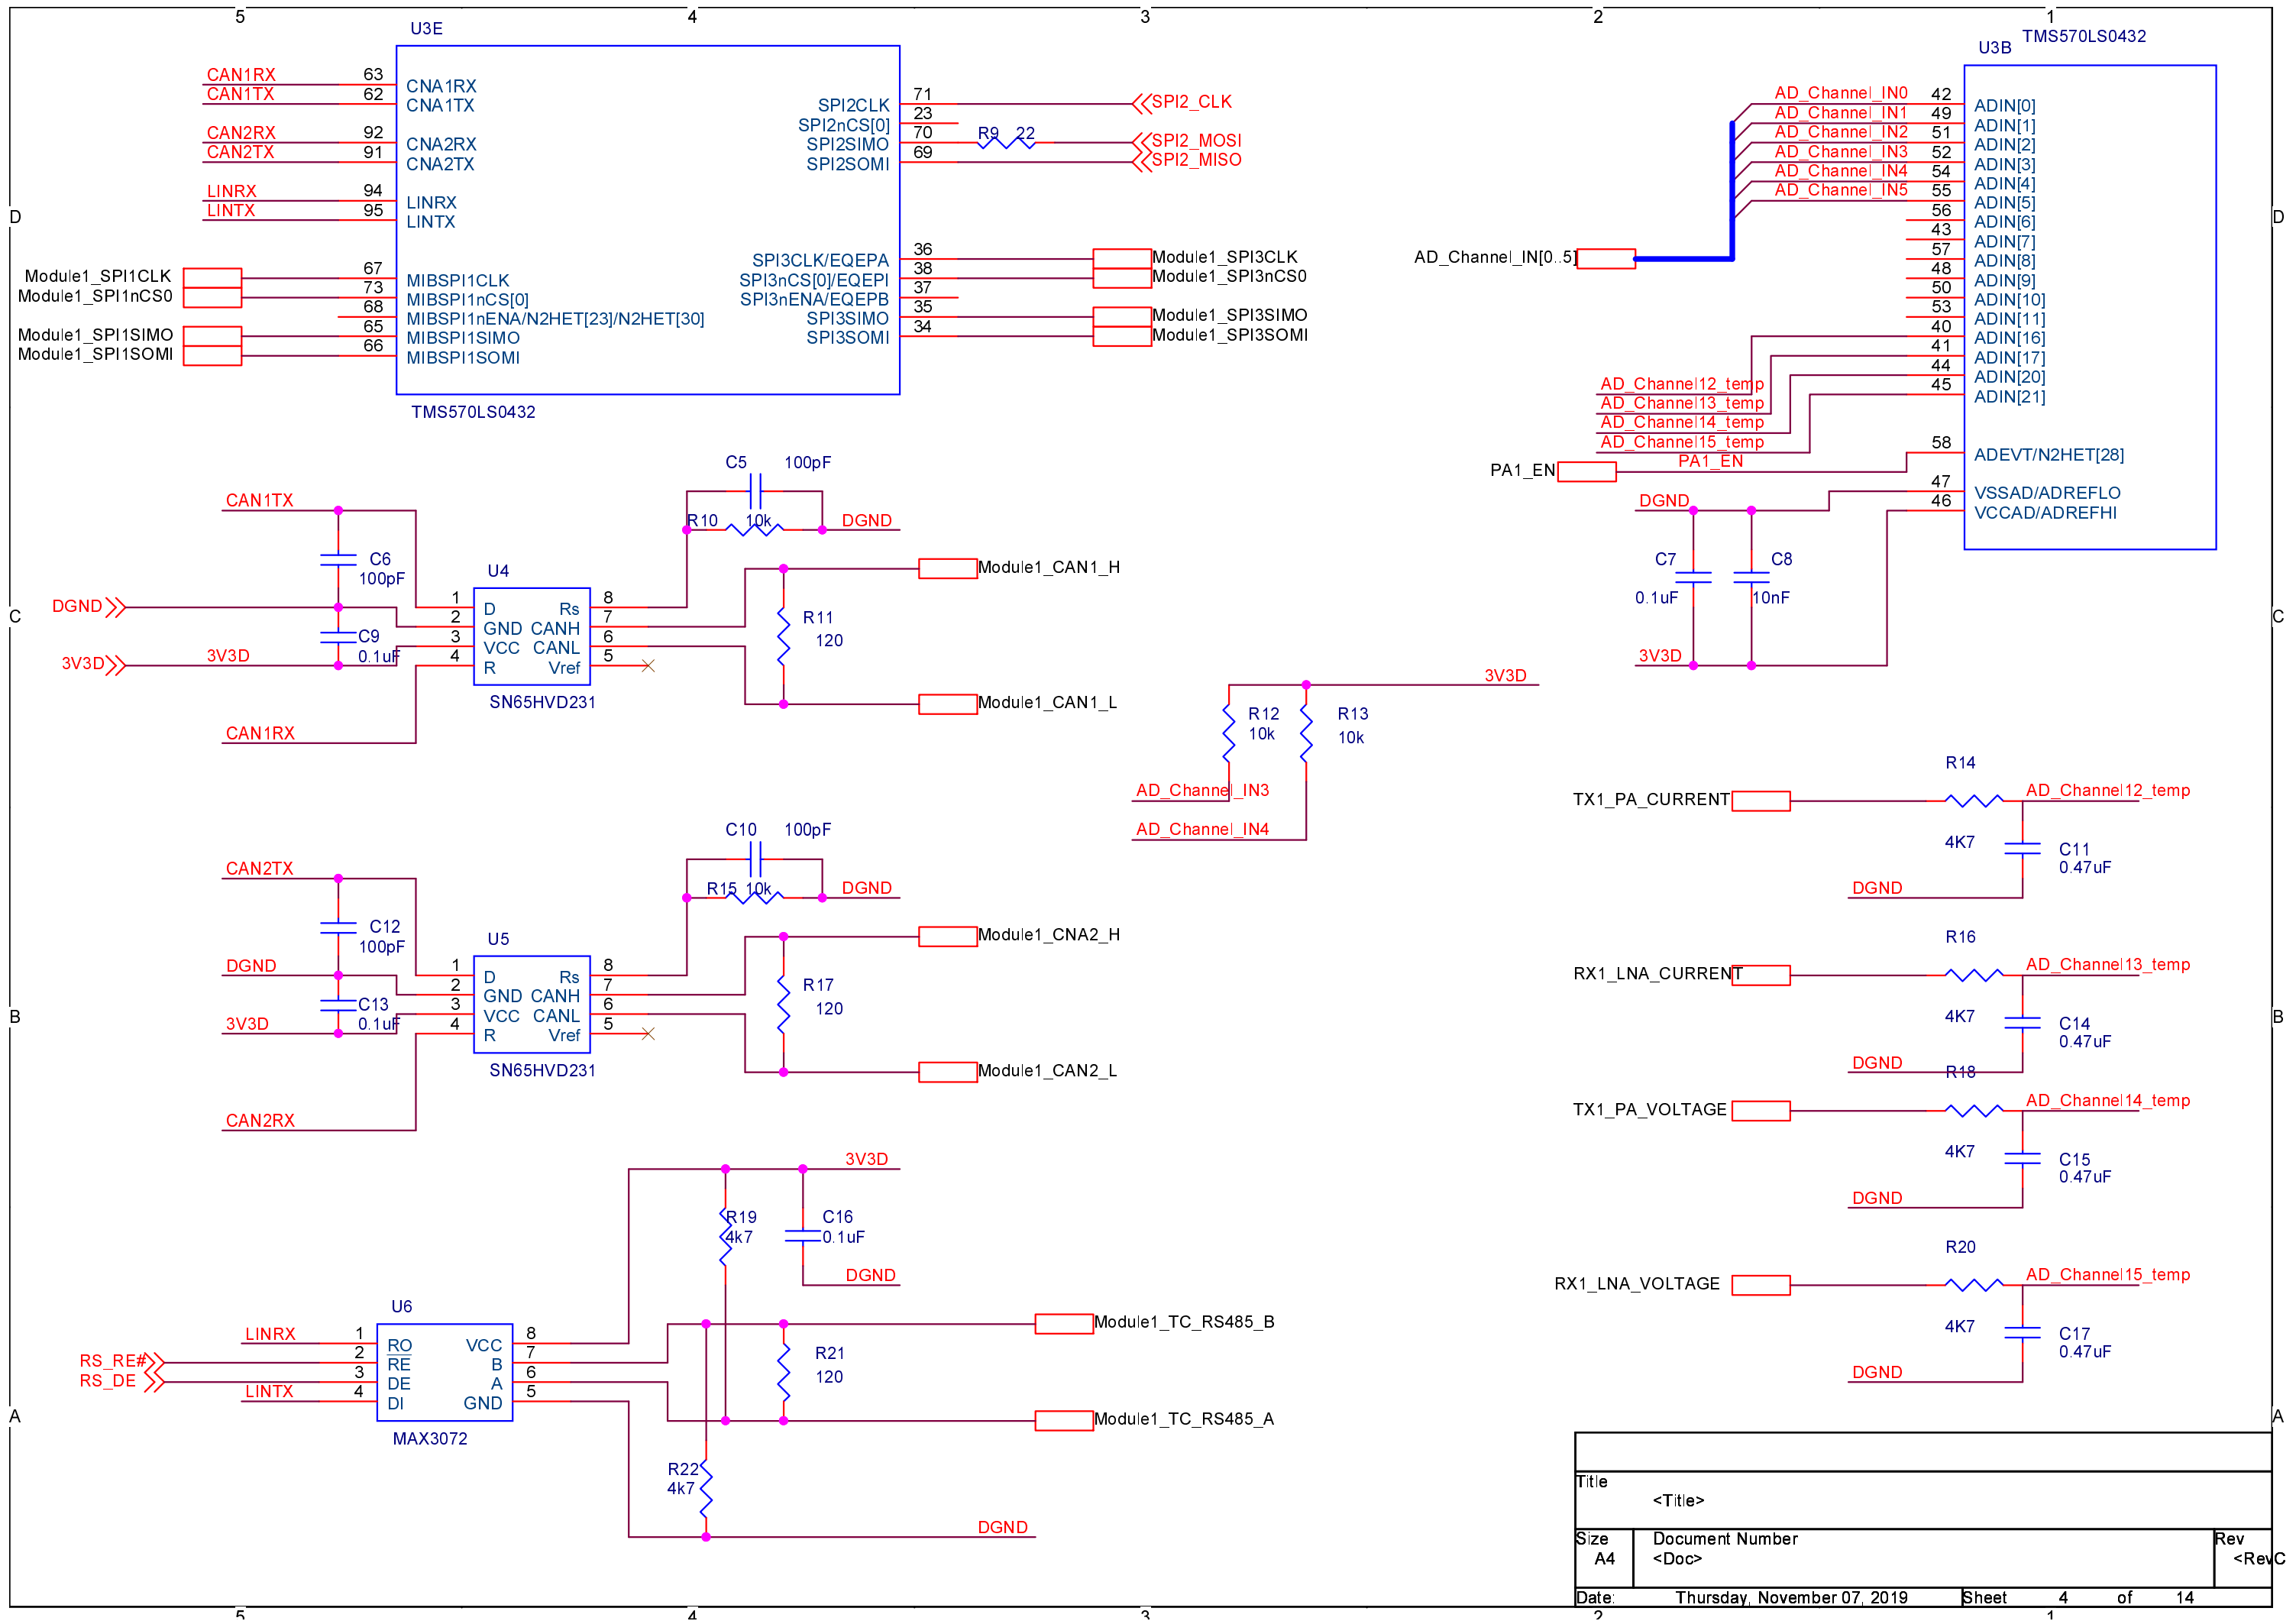 5 4 3 2 1
U3E
CAN1RX 63 CNA1RX
CAN1TX 62 CNA1TX
CAN2RX 92 CNA2RX
CAN2TX 91 CNA2TX
LINRX 94 LINRX
LINTX 95 LINTX
Module1_SPI1CLK 67 MIBSPI1CLK
Module1_SPI1nCS0 73 MIBSPI1nCS[0]
68 MIBSPI1nENA/N2HET[23]/N2HET[30]
Module1_SPI1SIMO 65 MIBSPI1SIMO
Module1_SPI1SOMI 66 MIBSPI1SOMI
SPI2CLK 71 SPI2_CLK
SPI2nCS[0] 23
SPI2SIMO 70 R9 22 SPI2_MOSI
SPI2SOMI 69 SPI2_MISO
SPI3CLK/EQEPA 36 Module1_SPI3CLK
SPI3nCS[0]/EQEPI 38 Module1_SPI3nCS0
SPI3nENA/EQEPB 37
SPI3SIMO 35 Module1_SPI3SIMO
SPI3SOMI 34 Module1_SPI3SOMI
TMS570LS0432
U3B TMS570LS0432
AD_Channel_IN0 42 ADIN[0]
AD_Channel_IN1 49 ADIN[1]
AD_Channel_IN2 51 ADIN[2]
AD_Channel_IN3 52 ADIN[3]
AD_Channel_IN4 54 ADIN[4]
AD_Channel_IN5 55 ADIN[5]
56 ADIN[6]
43 ADIN[7]
AD_Channel_IN[0..5] 57 ADIN[8]
48 ADIN[9]
50 ADIN[10]
53 ADIN[11]
40 ADIN[16]
41 ADIN[17]
44 ADIN[20]
45 ADIN[21]
AD_Channel12_temp
AD_Channel13_temp
AD_Channel14_temp
AD_Channel15_temp
PA1_EN PA1_EN 58 ADEVT/N2HET[28]
DGND 47 VSSAD/ADREFLO
46 VCCAD/ADREFHI
C7 C8
0.1uF 10nF
3V3D
D D
C C
B B
A A
C5 100pF
CAN1TX R10 10k DGND
C6
100pF
U4
DGND
C9
0.1uF
3V3D 3V3D
1 D Rs 8
2 GND CANH 7
3 VCC CANL 6
4 R Vref 5
SN65HVD231
CAN1RX
Module1_CAN1_H
R11
120
Module1_CAN1_L
3V3D
R12
10k
R13
10k
AD_Channel_IN3
AD_Channel_IN4
C10 100pF
CAN2TX R15 10k DGND
C12
100pF
U5
DGND
C13
0.1uF
3V3D
1 D Rs 8
2 GND CANH 7
3 VCC CANL 6
4 R Vref 5
SN65HVD231
CAN2RX
Module1_CNA2_H
R17
120
Module1_CAN2_L
R14
TX1_PA_CURRENT AD_Channel12_temp
4K7 C11
0.47uF
DGND
R16
RX1_LNA_CURRENT AD_Channel13_temp
4K7 C14
0.47uF
DGND
R18
TX1_PA_VOLTAGE AD_Channel14_temp
4K7 C15
0.47uF
DGND
R20
RX1_LNA_VOLTAGE AD_Channel15_temp
4K7 C17
0.47uF
DGND
3V3D
R19
4k7
C16
0.1uF
DGND
U6
LINRX 1 RO VCC 8
RS_RE# 2 RE B 7
RS_DE 3 DE A 6
LINTX 4 DI GND 5
MAX3072
Module1_TC_RS485_B
R21
120
Module1_TC_RS485_A
R22
4k7
DGND
Title
<Title>
Size Document Number Rev
A4 <Doc> <RevC
Date: Thursday, November 07, 2019 Sheet 4 of 14
5 4 3 2 1